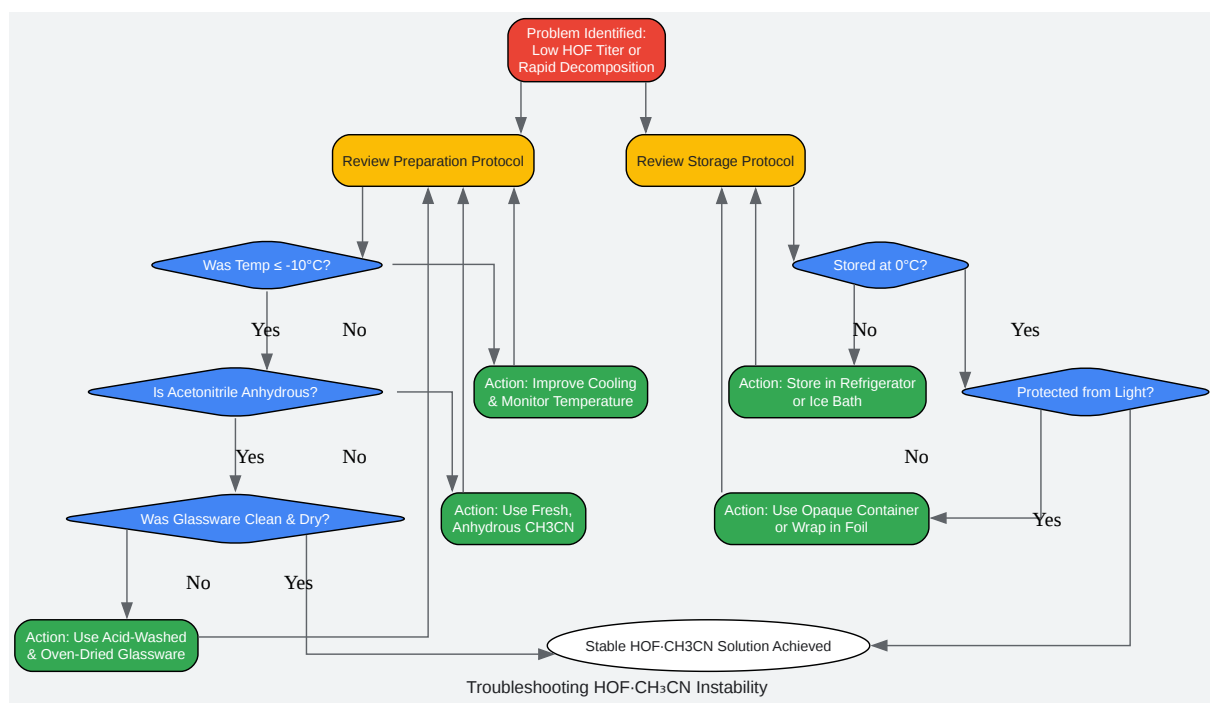 Problem Identified:
Low HOF Titer or
Rapid Decomposition
Review Preparation Protocol
Review Storage Protocol
Was Temp ≤ -10°C?
Stored at 0°C?
Yes
No
No
Yes
Is Acetonitrile Anhydrous?
Action: Improve Cooling
& Monitor Temperature
Action: Store in Refrigerator
or Ice Bath
Protected from Light?
Yes
No
No
Was Glassware Clean & Dry?
Action: Use Fresh,
Anhydrous CH3CN
Action: Use Opaque Container
or Wrap in Foil
Yes
No
Yes
Action: Use Acid-Washed
& Oven-Dried Glassware
Stable HOF·CH3CN Solution Achieved
Troubleshooting HOF·CH₃CN Instability